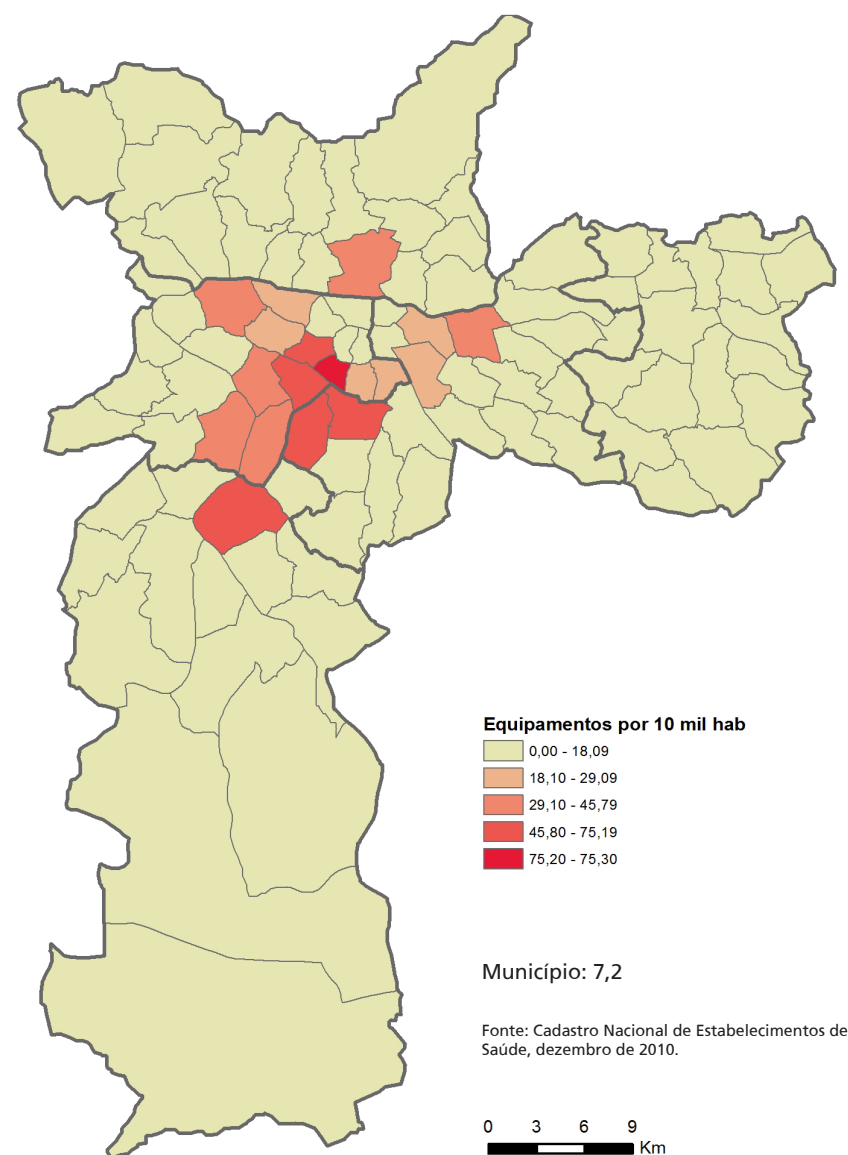 Equipamentos por 10 mil hab
0,00 - 18,09
18,10 - 29,09
29,10 - 45,79
45,80 - 75,19
75,20 - 75,30
Município: 7,2
Fonte: Cadastro Nacional de Estabelecimentos de
Saúde, dezembro de 2010.
0 3 6 9
Km